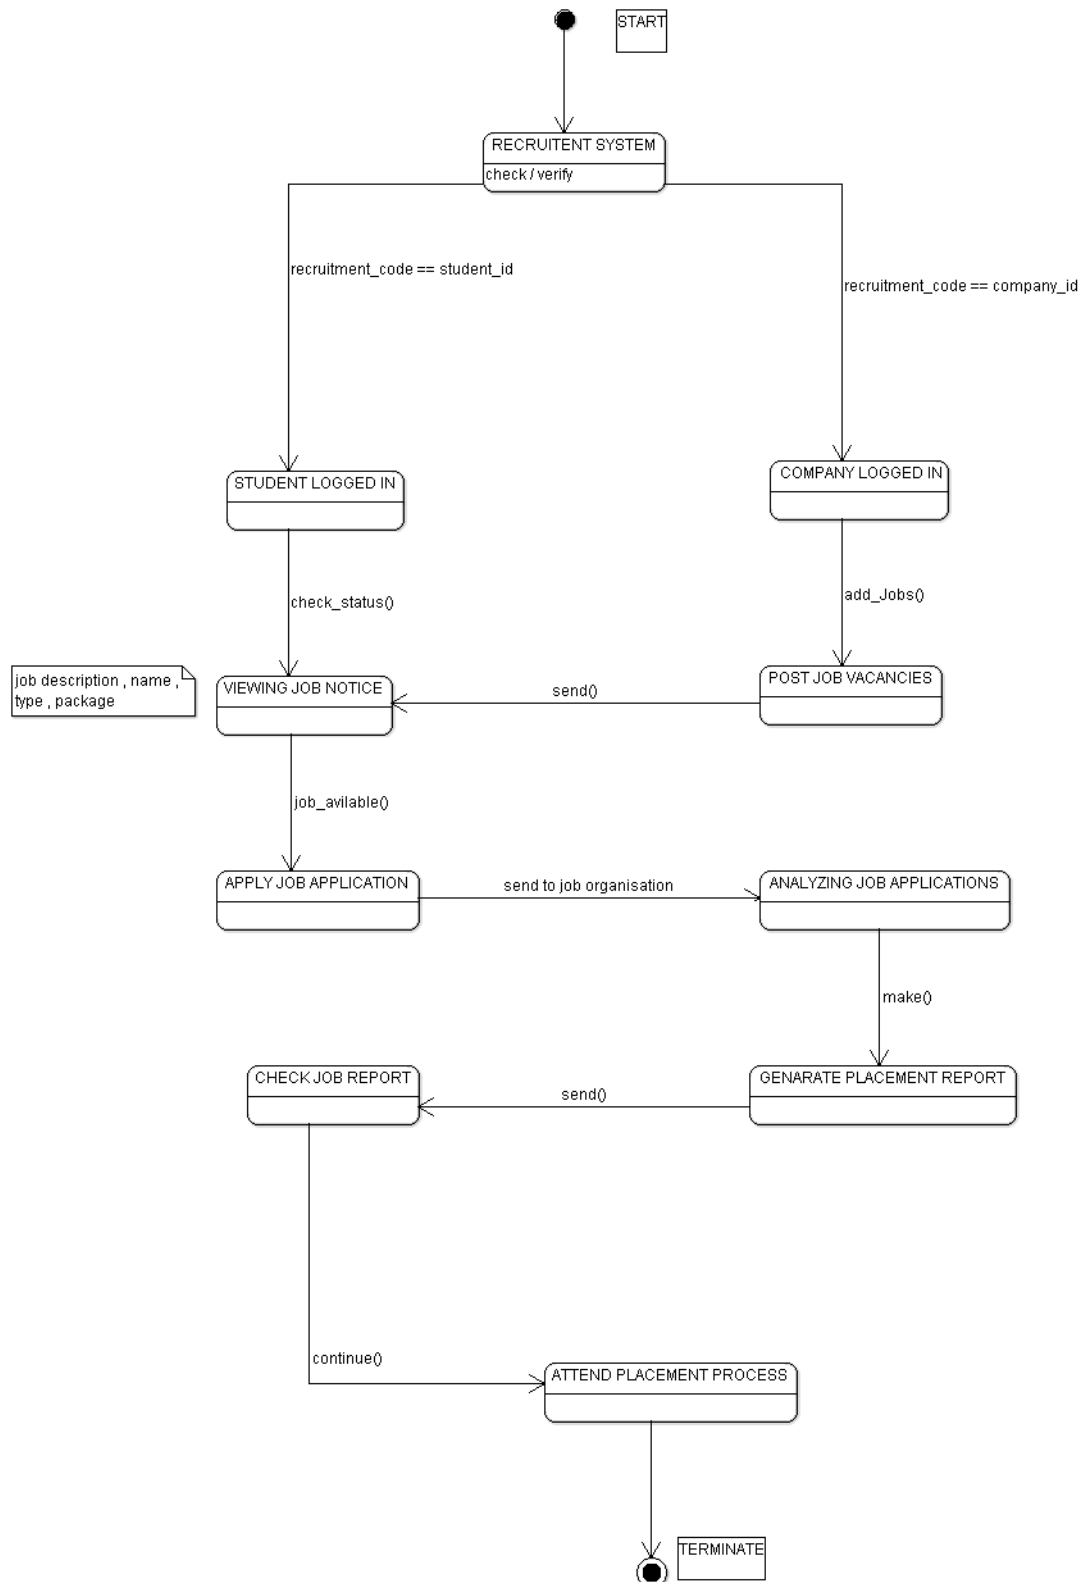 START
RECRUITENT SYSTEM
check / verify
recruitment_code == student_id
recruitment_code == company_id
STUDENT LOGGED IN
COMPANY LOGGED IN
check_status()
add_Jobs()
job description , name ,
type , package
VIEWING JOB NOTICE
send()
POST JOB VACANCIES
job_avilable()
APPLY JOB APPLICATION
send to job organisation
ANALYZING JOB APPLICATIONS
make()
CHECK JOB REPORT
send()
GENARATE PLACEMENT REPORT
continue()
ATTEND PLACEMENT PROCESS
TERMINATE